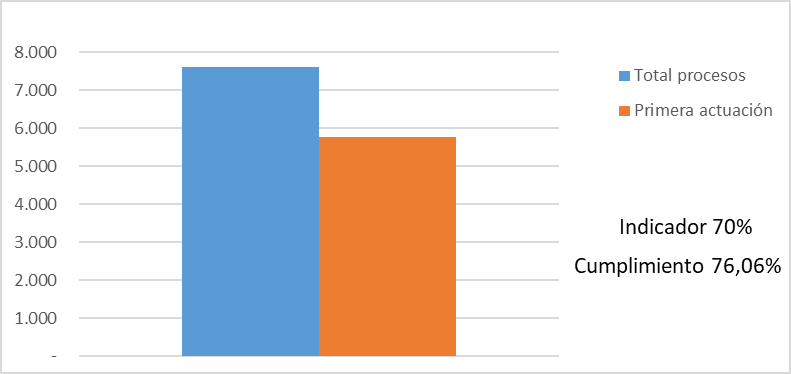 8.000
7.000
6.000
5.000
4.000
3.000
2.000
1.000
-
Total procesos
Primera actuación
Indicador 70%
Cumplimiento 76,06%